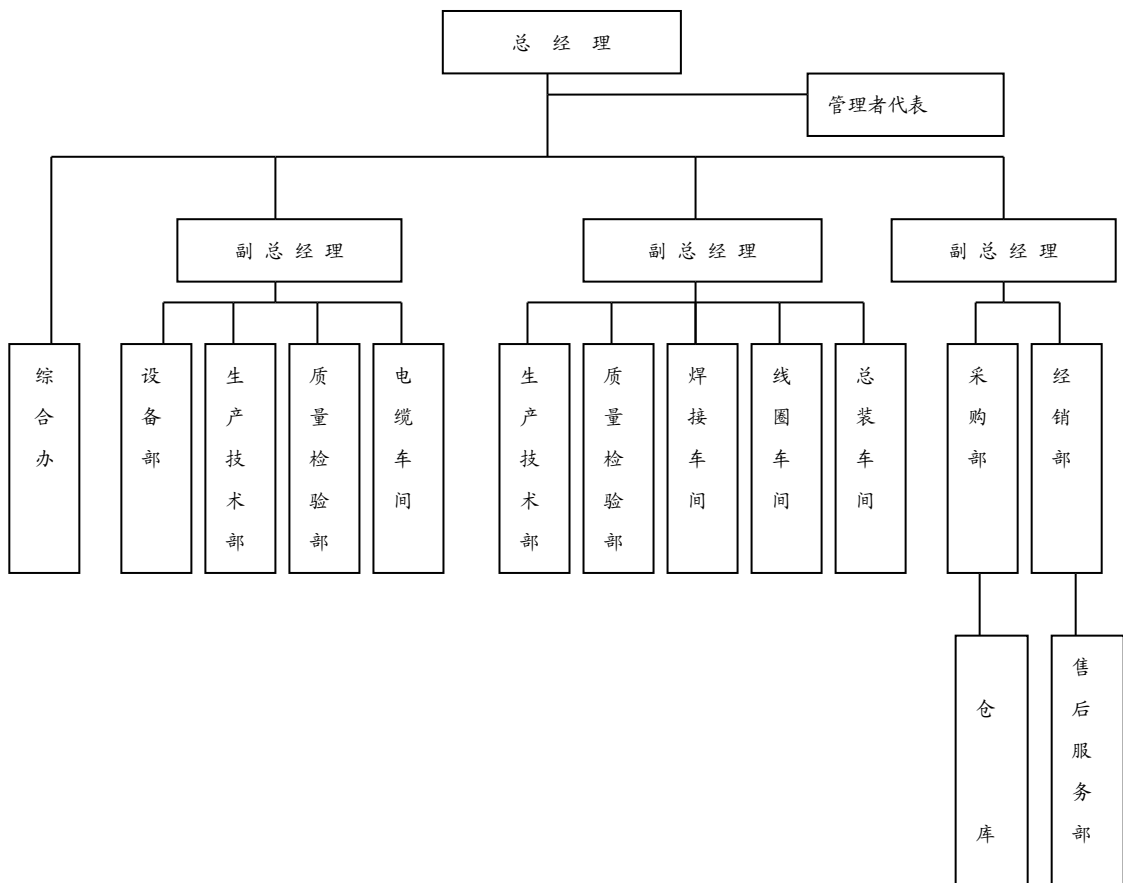 总 经 理
管理者代表
副 总 经 理
副 总 经 理
副 总 经 理
综合办
设备部
生产技术部
质量检验部
电缆车间
生产技术部
质量检验部
焊接车间
线圈车间
总装车间
采购部
经销部
仓库
售后服务部